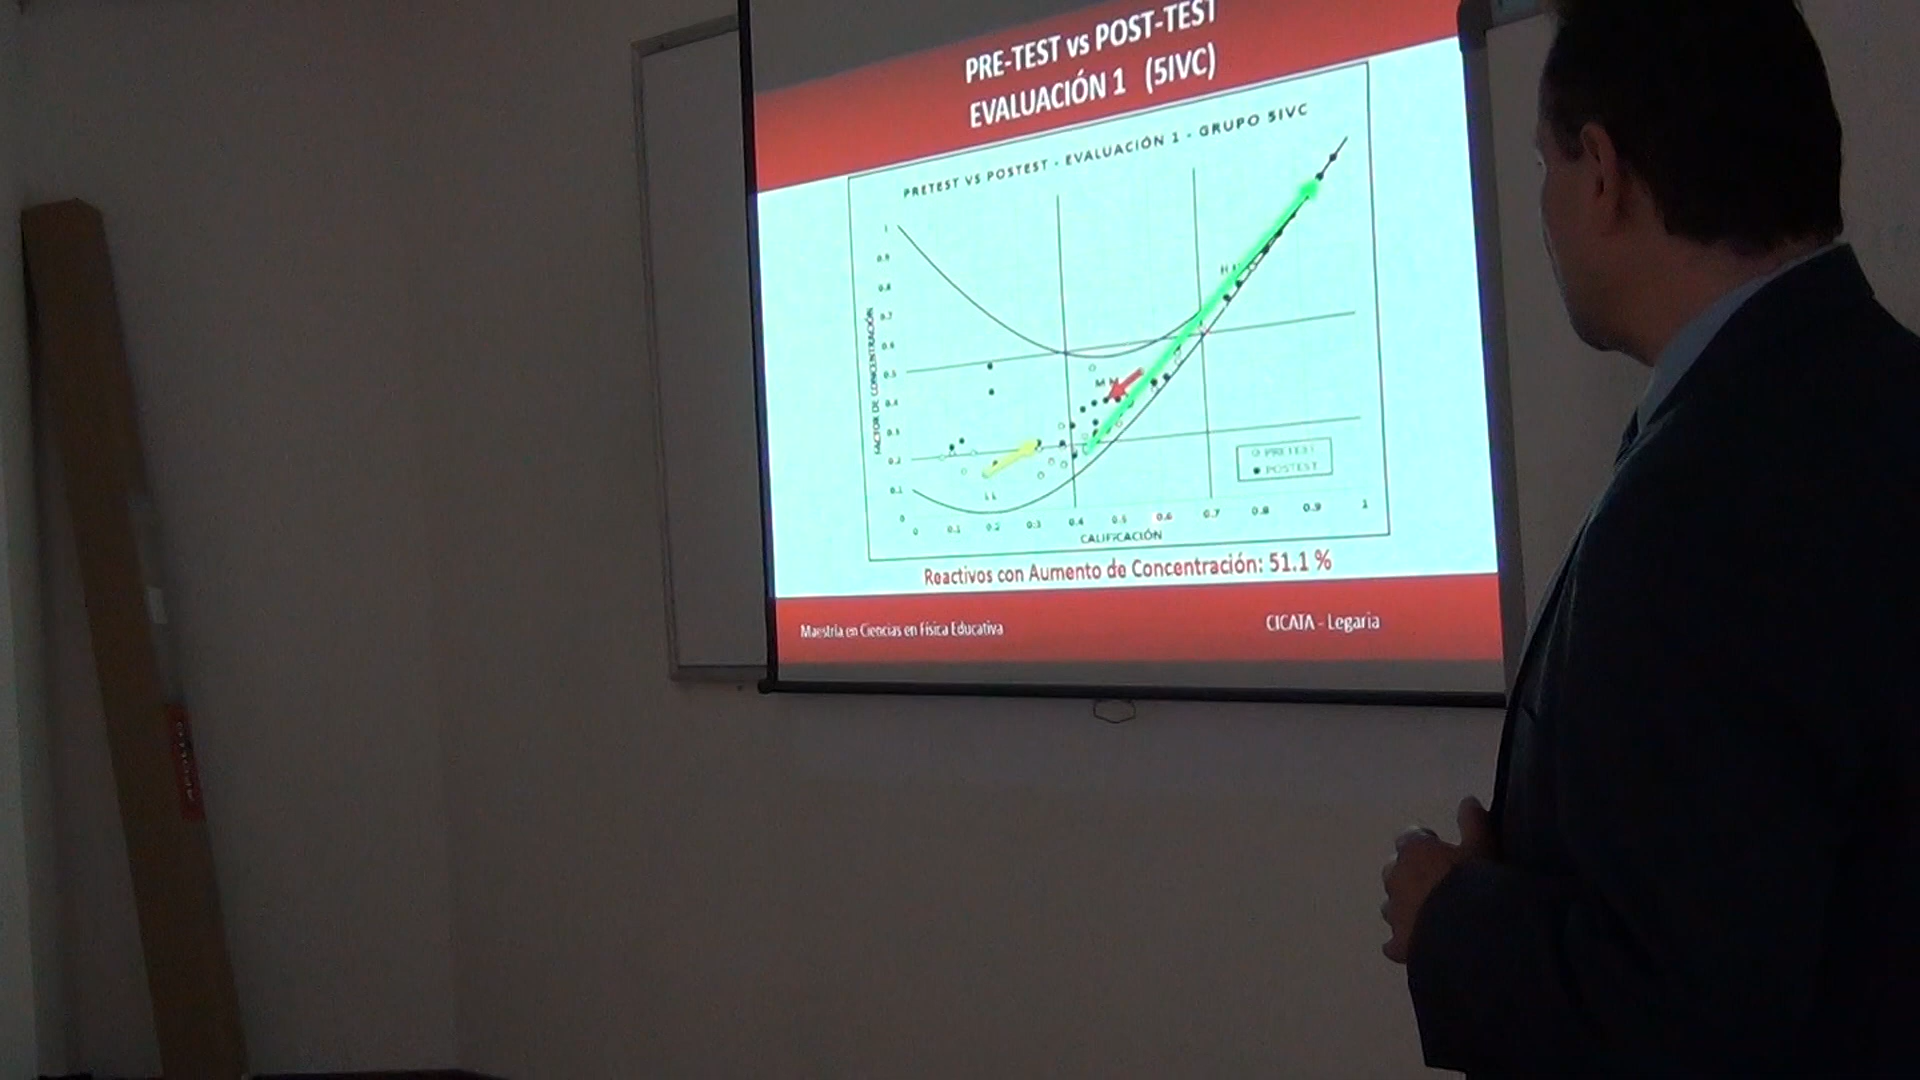 PRE-TEST vs POST-TEST
EVALUACIÓN 1 (5IVC)
PRETEST VS POSTEST - EVALUACIÓN 1 - GRUPO 5IVC
FACTOR DE CONCENTRACIÓN
1
0.9
0.8
0.7
0.6
0.5
0.4
0.3
0.2
0.1
0
M M
L L
PRETEST
POSTEST
0 0.1 0.2 0.3 0.4 0.5 0.6 0.7 0.8 0.9 1
CALIFICACIÓN
Reactivos con Aumento de Concentración: 51.1 %
Maestría en Ciencias en Física Educativa
CICATA - Legaria
APOLLO